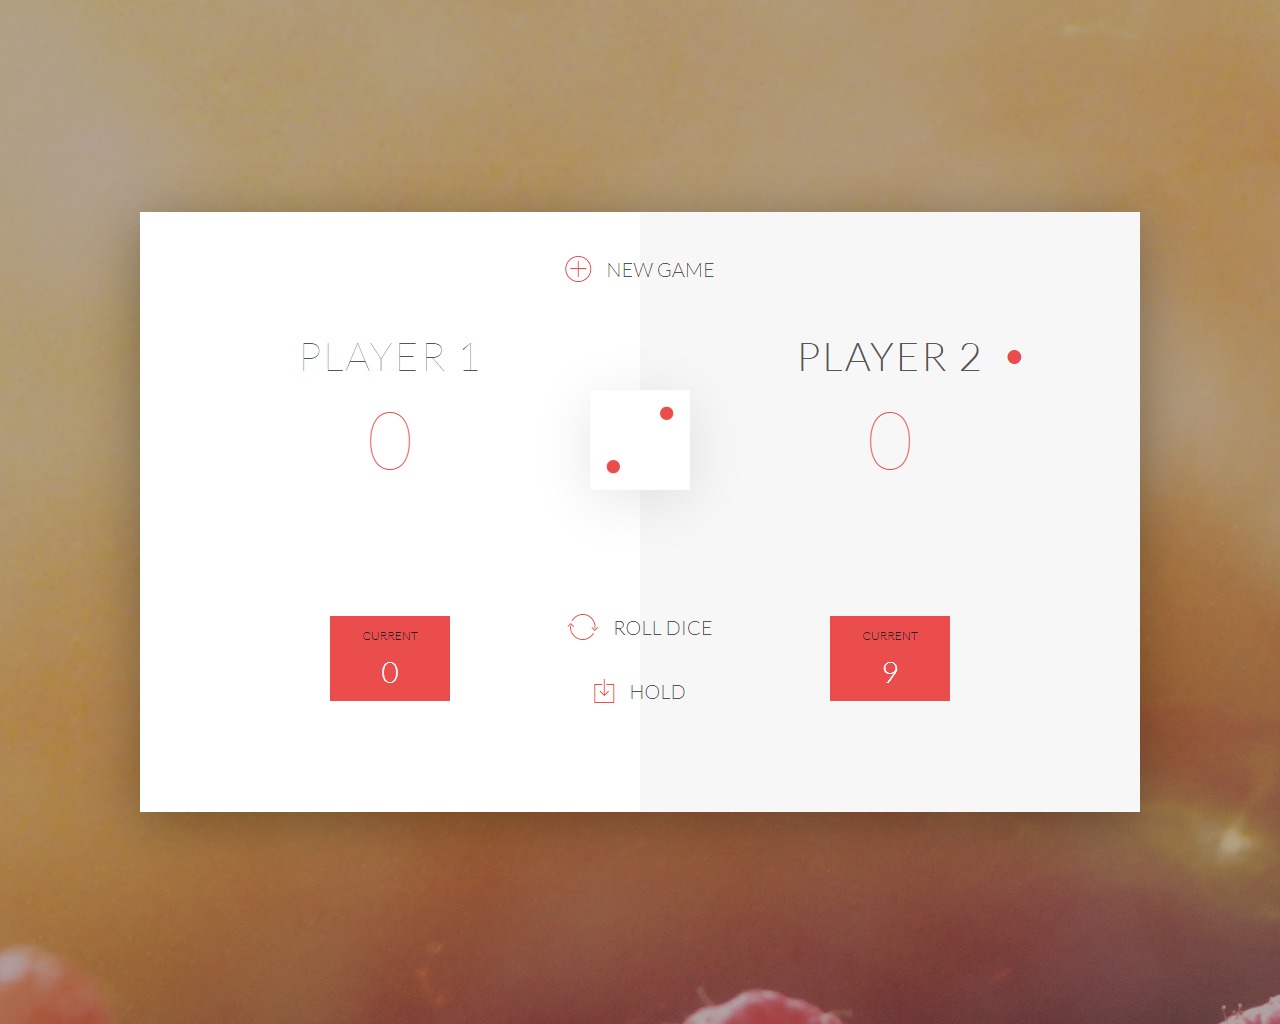 NEW GAME
PLAYER 1
0
PLAYER 2
0
CURRENT
0
ROLL DICE
HOLD
CURRENT
9